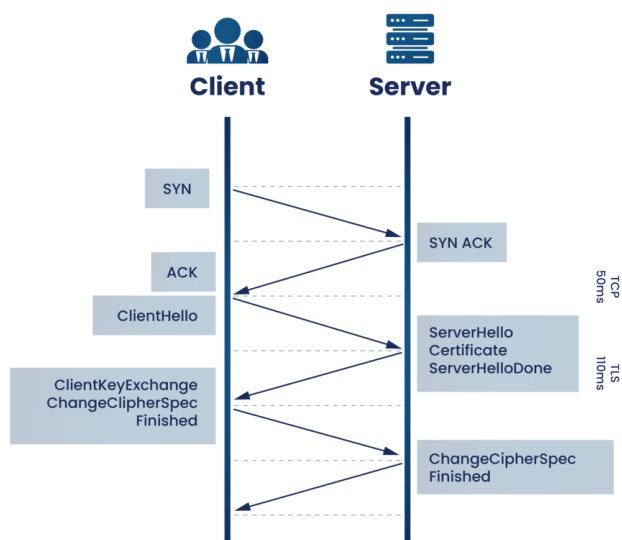 Client
Server
SYN
SYN ACK
ACK
ClientHello
TCP
50ms
ServerHello
Certificate
ServerHelloDone
TLS
110ms
ClientKeyExchange
ChangeClipherSpec
Finished
ChangeCipherSpec
Finished